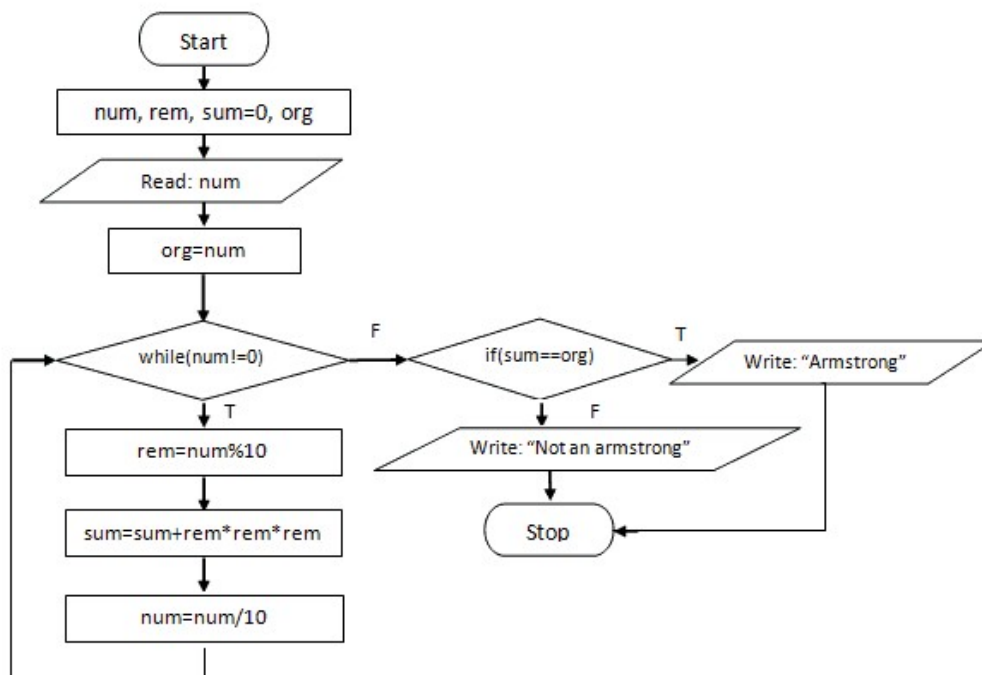 Start
num, rem, sum=0, org
Read: num
org=num
while(num!=0)
F
if(sum==org)
T
Write: “Armstrong”
T
F
rem=num%10
Write: “Not an armstrong”
sum=sum+rem*rem*rem
Stop
num=num/10